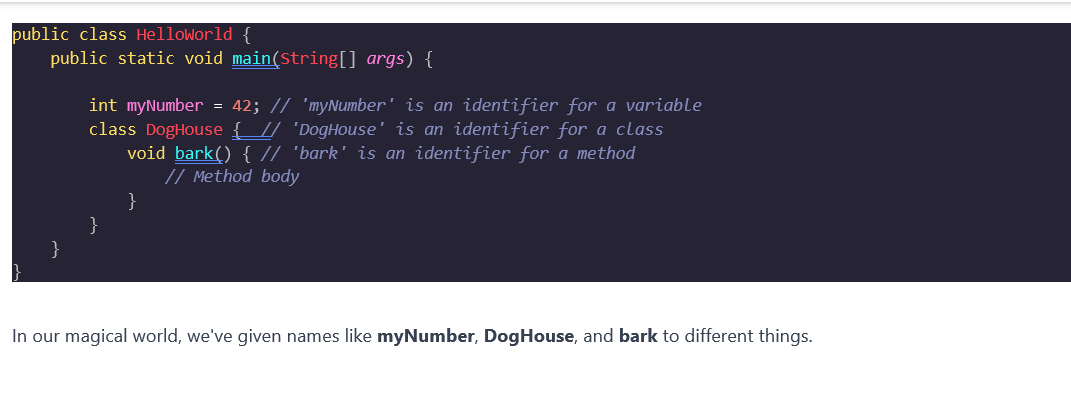 public class HelloWorld {
    public static void main(String[] args) {
        int myNumber = 42; // 'myNumber' is an identifier for a variable
        class DogHouse { // 'DogHouse' is an identifier for a class
            void bark() { // 'bark' is an identifier for a method
                // Method body
            }
        }
    }
}
In our magical world, we've given names like myNumber, DogHouse, and bark to different things.